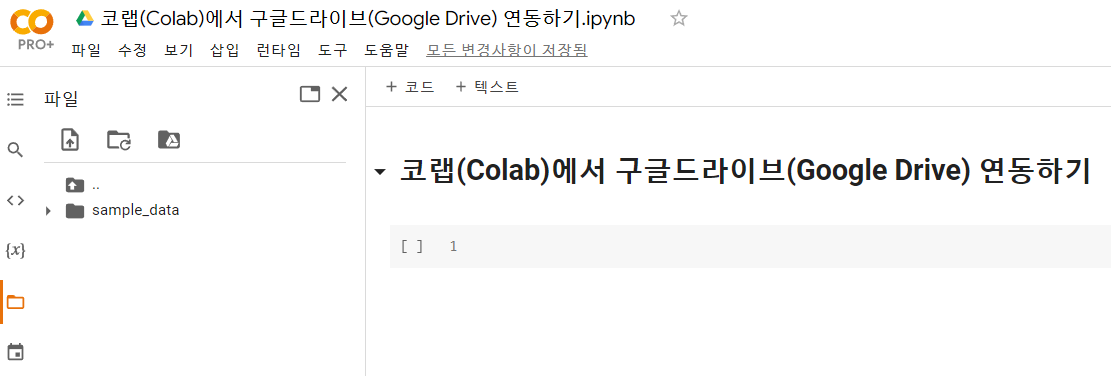 코랩(Colab)에서 구글드라이브(Google Drive) 연동하기.ipynb
PRO+
파일 수정 보기 삽입 런타임 도구 도움말 모든 변경사항이 저장됨
파일
+ 코드 + 텍스트
..
sample_data
{x}
코랩(Colab)에서 구글드라이브(Google Drive) 연동하기
[ ] 1